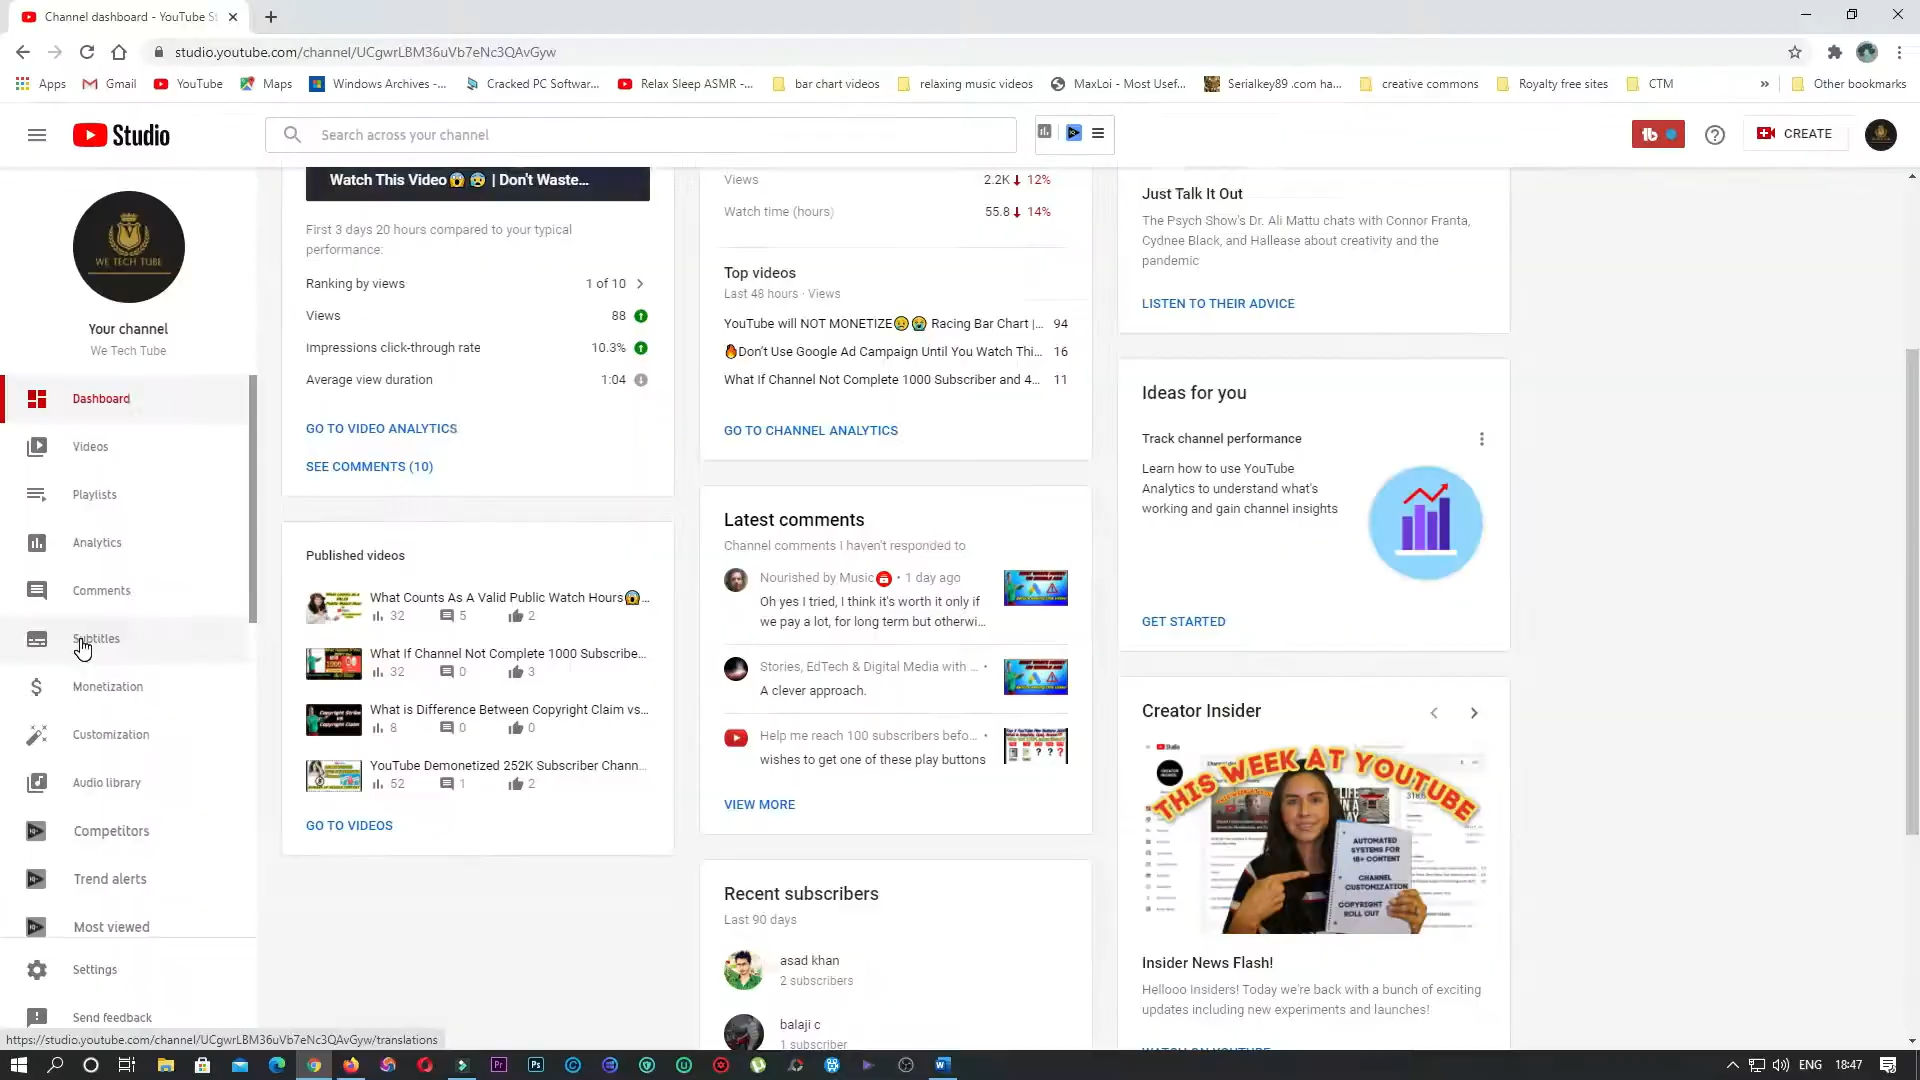 Channel dashboard - YouTube St
studio.youtube.com/channel/UCgwrLBM36uVb7eNc3QAvGyw
Apps
Gmail
YouTube
Maps
Windows Archives -...
Cracked PC Softwar...
Relax Sleep ASMR -...
bar chart videos
relaxing music videos
MaxLoi - Most Usef...
Serialkey89 .com ha...
creative commons
Royalty free sites
CTM
»
Other bookmarks
Studio
Search across your channel
CREATE
WE TECH TUBE
Your channel
We Tech Tube
Dashboard
Videos
Playlists
Analytics
Comments
Subtitles
Monetization
Customization
Audio library
Competitors
Trend alerts
Most viewed
Settings
Send feedback
Watch This Video😱😰 | Don't Waste...
First 3 days 20 hours compared to your typical
performance:
Ranking by views 1 of 10
Views 88
Impressions click-through rate 10.3%
Average view duration 1:04
GO TO VIDEO ANALYTICS
SEE COMMENTS (10)
Published videos
What Counts As A Valid Public Watch Hours😱...
32 5 2
What If Channel Not Complete 1000 Subscribe...
32 0 3
What is Difference Between Copyright Claim vs...
8 0 0
YouTube Demonetized 252K Subscriber Chann...
52 1 2
GO TO VIDEOS
Views 2.2K 12%
Watch time (hours) 55.8 14%
Top videos
Last 48 hours · Views
YouTube will NOT MONETIZE😢😭 Racing Bar Chart |... 94
🔥Don't Use Google Ad Campaign Until You Watch Thi... 16
What If Channel Not Complete 1000 Subscriber and 4... 11
GO TO CHANNEL ANALYTICS
Latest comments
Channel comments I haven't responded to
Nourished by Music • 1 day ago
Oh yes I tried, I think it's worth it only if
we pay a lot, for long term but otherwi...
Stories, EdTech & Digital Media with ... •
A clever approach.
Help me reach 100 subscribers befo... •
wishes to get one of these play buttons
VIEW MORE
Recent subscribers
Last 90 days
asad khan
2 subscribers
balaji c
1 subscriber
Just Talk It Out
The Psych Show's Dr. Ali Mattu chats with Connor Franta,
Cydnee Black, and Hallease about creativity and the
pandemic
LISTEN TO THEIR ADVICE
Ideas for you
Track channel performance
Learn how to use YouTube
Analytics to understand what's
working and gain channel insights
GET STARTED
Creator Insider
THIS WEEK AT YOUTUBE
AUTOMATED
SYSTEMS FOR
18+ CONTENT
CHANNEL
CUSTOMIZATION
COPYRIGHT
ROLL OUT
Insider News Flash!
Hellooo Insiders! Today we're back with a bunch of exciting
updates including new experiments and launches!
https://studio.youtube.com/channel/UCgwrLBM36uVb7eNc3QAvGyw/translations
ENG
18:47